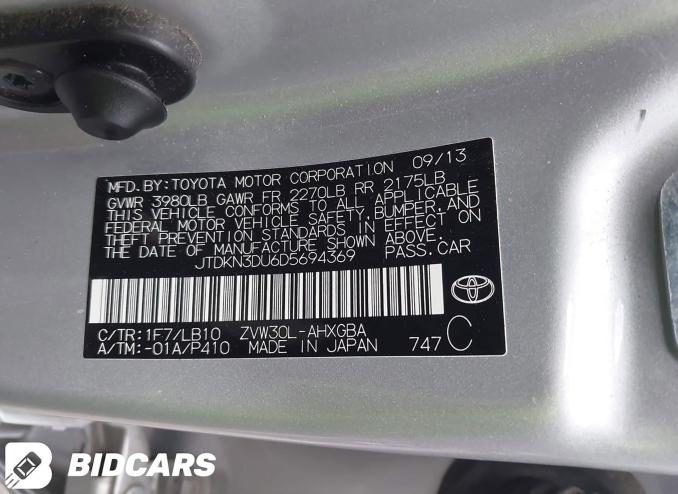 MFD. BY: TOYOTA MOTOR CORPORATION 09/13
GVWR 3980LB GAWR FR 2270LB RR 2175LB
THIS VEHICLE CONFORMS TO ALL APPLICABLE
FEDERAL MOTOR VEHICLE SAFETY, BUMPER, AND
THEFT PREVENTION STANDARDS IN EFFECT ON
THE DATE OF MANUFACTURE SHOWN ABOVE.
JTDKN3DU6D5694369 PASS. CAR
C/TR: 1F7/LB10 ZVW30L-AHXGBA
A/TM: -01A/P410 MADE IN JAPAN 747 C
BIDCARS